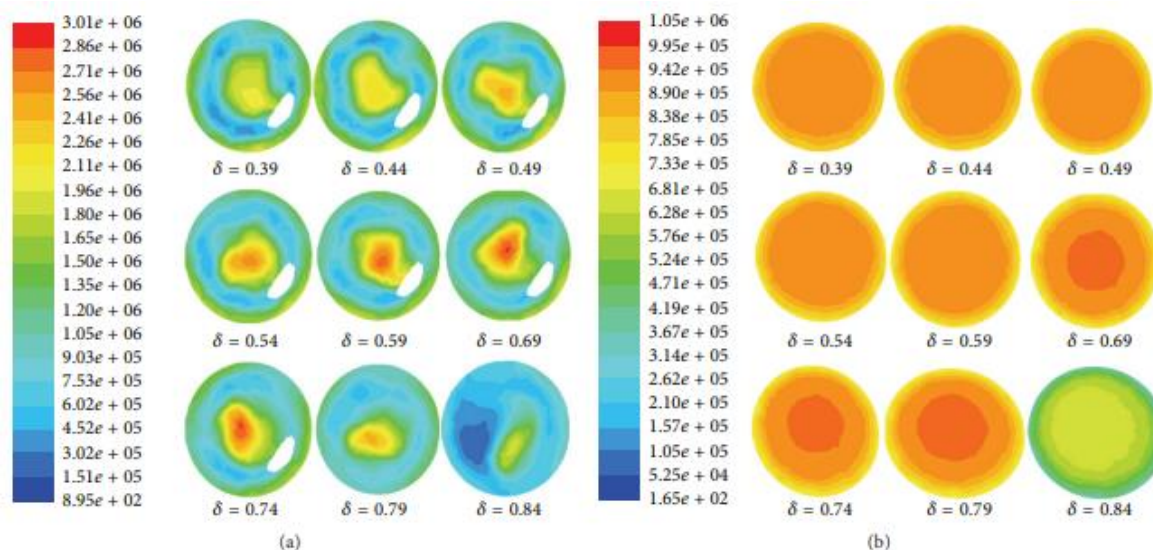 3.01e + 06
2.86e + 06
2.71e + 06
2.56e + 06
2.41e + 06
2.26e + 06
2.11e + 06
1.96e + 06
1.80e + 06
1.65e + 06
1.50e + 06
1.35e + 06
1.20e + 06
1.05e + 06
9.03e + 05
7.53e + 05
6.02e + 05
4.52e + 05
3.02e + 05
1.51e + 05
8.95e + 02
δ = 0.39 δ = 0.44 δ = 0.49
δ = 0.54 δ = 0.59 δ = 0.69
δ = 0.74 δ = 0.79 δ = 0.84
(a)
1.05e + 06
9.95e + 05
9.42e + 05
8.90e + 05
8.38e + 05
7.85e + 05
7.33e + 05
6.81e + 05
6.28e + 05
5.76e + 05
5.24e + 05
4.71e + 05
4.19e + 05
3.67e + 05
3.14e + 05
2.62e + 05
2.10e + 05
1.57e + 05
1.05e + 05
5.25e + 04
1.65e + 02
δ = 0.39 δ = 0.44 δ = 0.49
δ = 0.54 δ = 0.59 δ = 0.69
δ = 0.74 δ = 0.79 δ = 0.84
(b)